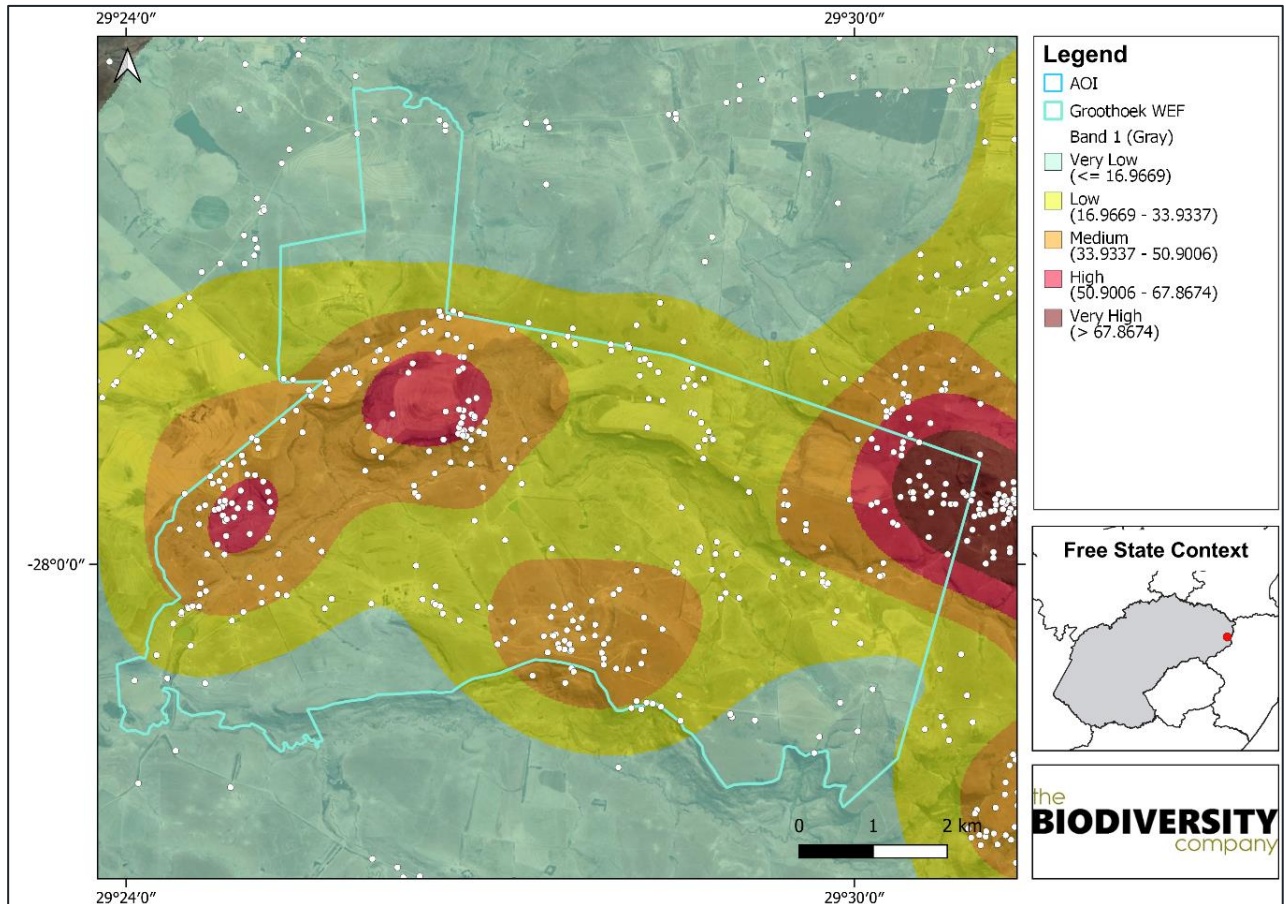 29°24′0″
29°30′0″
-28°0′0″
0 1 2 km
29°24′0″
29°30′0″
Legend
AOI
Groothoek WEF
Band 1 (Gray)
Very Low
(<= 16.9669)
Low
(16.9669 - 33.9337)
Medium
(33.9337 - 50.9006)
High
(50.9006 - 67.8674)
Very High
(> 67.8674)
Free State Context
the
BIODIVERSITY
company